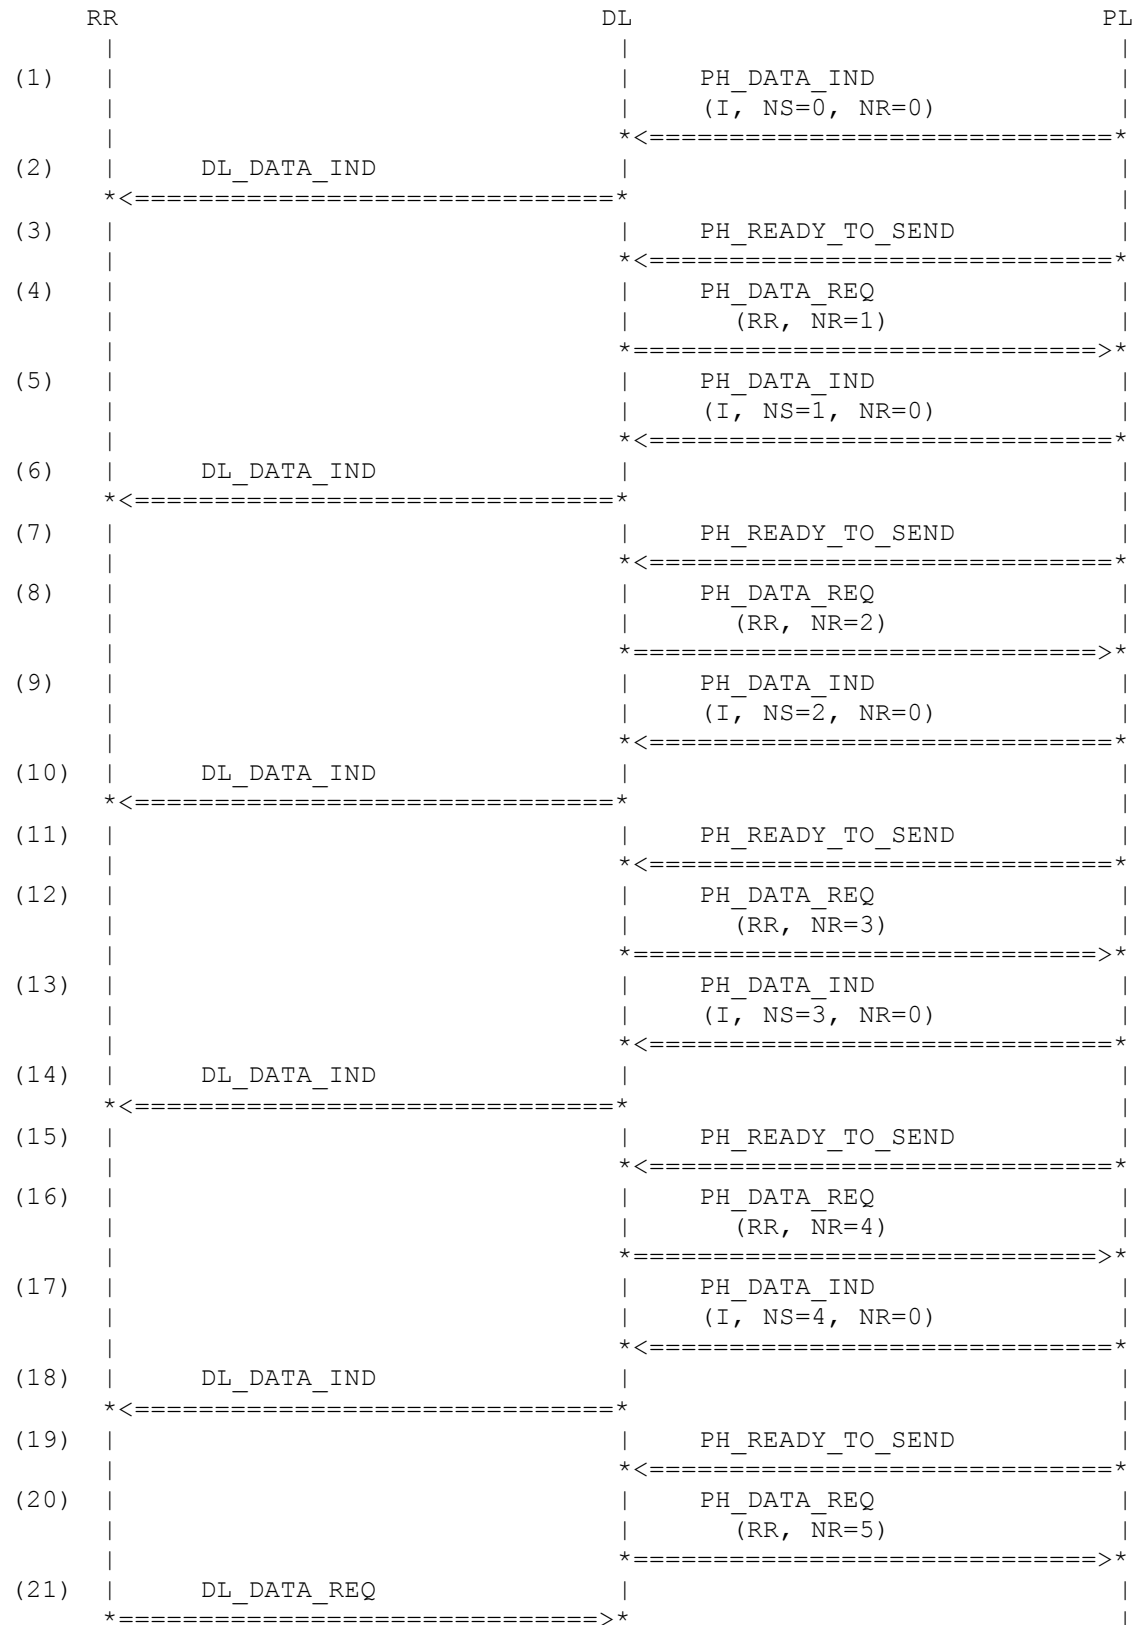 RR DL PL
| | |
(1) | | PH_DATA_IND |
| | (I, NS=0, NR=0) |
| *<=============================*
(2) | DL_DATA_IND | |
*<==============================* |
(3) | | PH_READY_TO_SEND |
| *<=============================*
(4) | | PH_DATA_REQ |
| | (RR, NR=1) |
| *=============================>*
(5) | | PH_DATA_IND |
| | (I, NS=1, NR=0) |
| *<=============================*
(6) | DL_DATA_IND | |
*<==============================* |
(7) | | PH_READY_TO_SEND |
| *<=============================*
(8) | | PH_DATA_REQ |
| | (RR, NR=2) |
| *=============================>*
(9) | | PH_DATA_IND |
| | (I, NS=2, NR=0) |
| *<=============================*
(10) | DL_DATA_IND | |
*<==============================* |
(11) | | PH_READY_TO_SEND |
| *<=============================*
(12) | | PH_DATA_REQ |
| | (RR, NR=3) |
| *=============================>*
(13) | | PH_DATA_IND |
| | (I, NS=3, NR=0) |
| *<=============================*
(14) | DL_DATA_IND | |
*<==============================* |
(15) | | PH_READY_TO_SEND |
| *<=============================*
(16) | | PH_DATA_REQ |
| | (RR, NR=4) |
| *=============================>*
(17) | | PH_DATA_IND |
| | (I, NS=4, NR=0) |
| *<=============================*
(18) | DL_DATA_IND | |
*<==============================* |
(19) | | PH_READY_TO_SEND |
| *<=============================*
(20) | | PH_DATA_REQ |
| | (RR, NR=5) |
| *=============================>*
(21) | DL_DATA_REQ | |
*==============================>* |